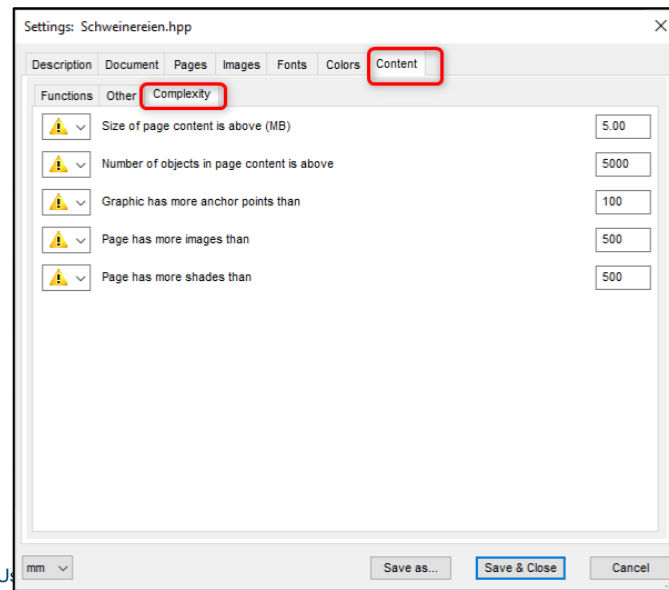 Settings: Schweinereien.hpp
Description Document Pages Images Fonts Colors Content
Functions Other Complexity
Size of page content is above (MB) 5.00
Number of objects in page content is above 5000
Graphic has more anchor points than 100
Page has more images than 500
Page has more shades than 500
mm Save as... Save & Close Cancel